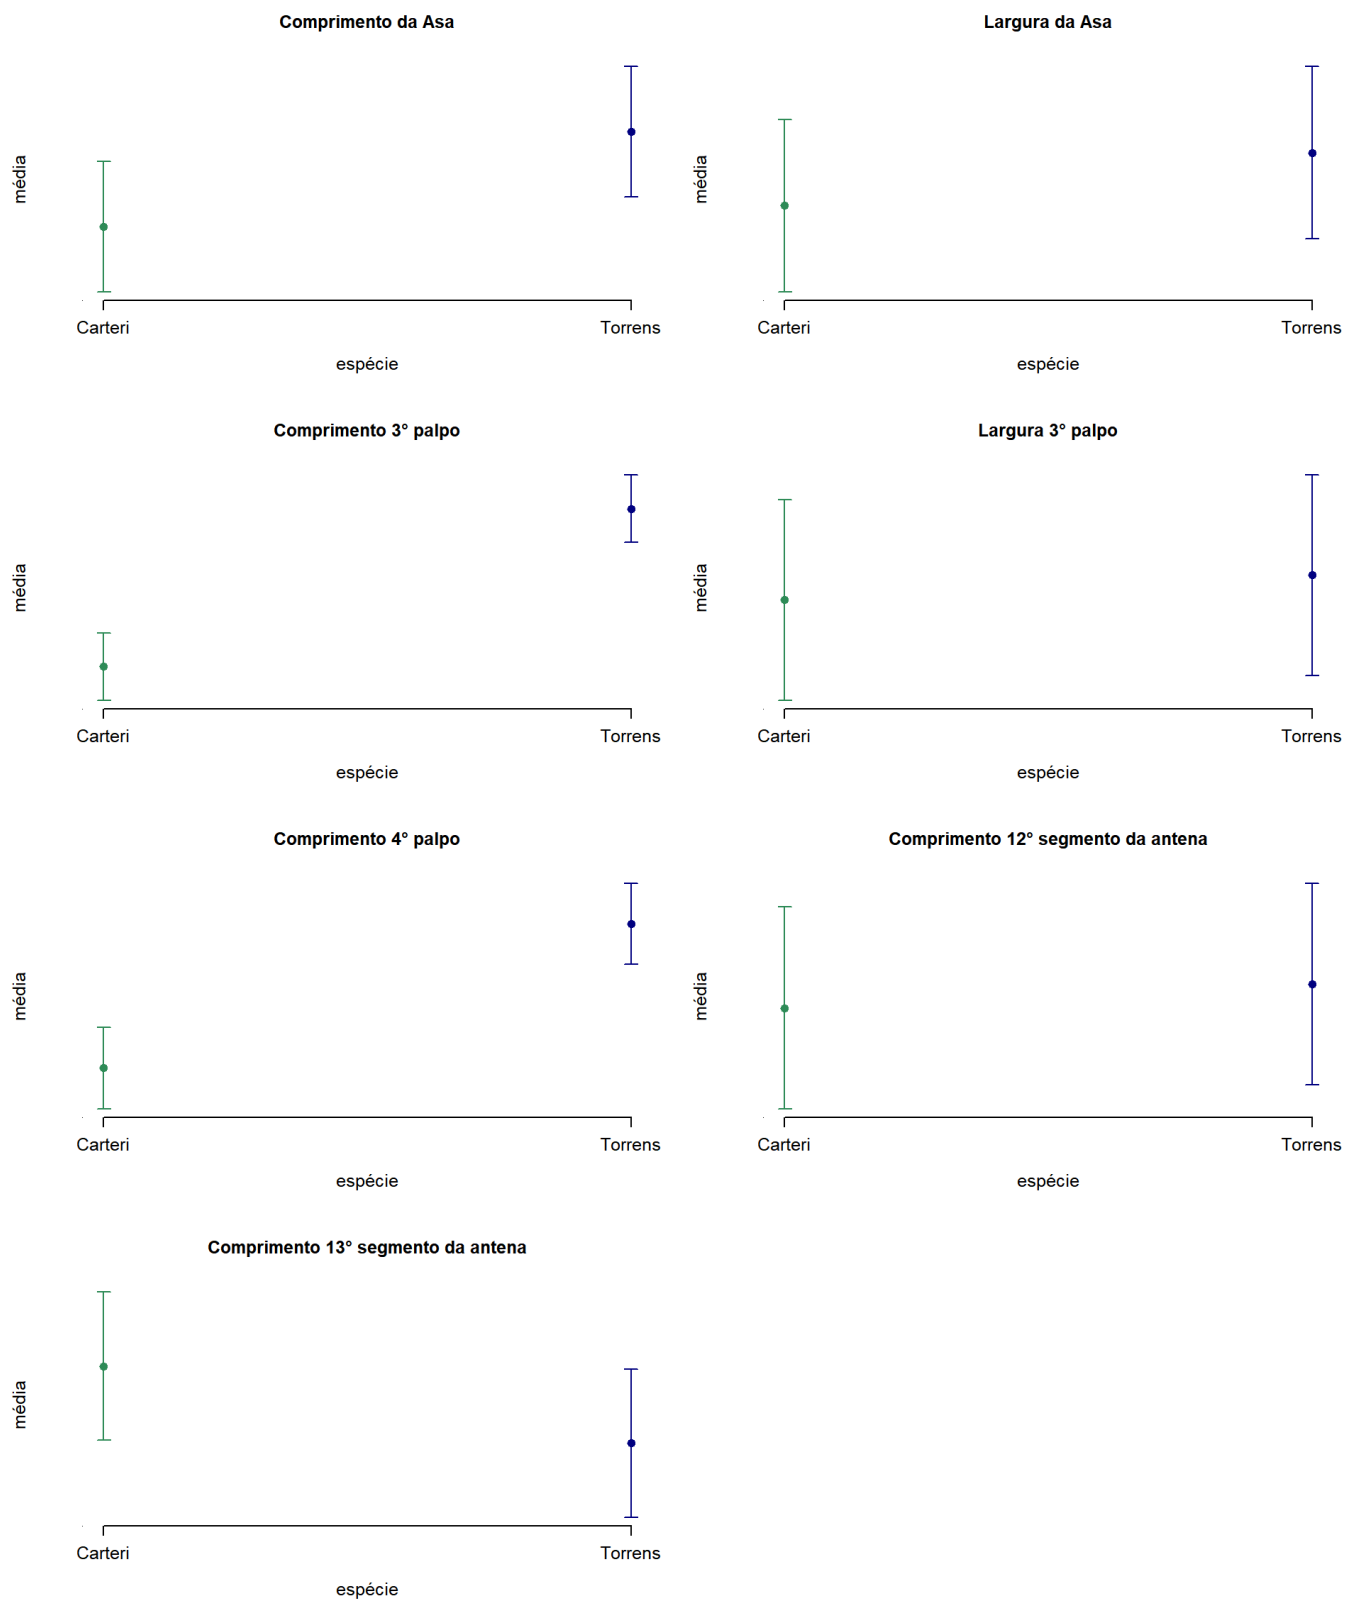 Comprimento da Asa
média
Carteri
Torrens
espécie
Largura da Asa
média
Carteri
Torrens
espécie
Comprimento 3° palpo
média
Carteri
Torrens
espécie
Largura 3° palpo
média
Carteri
Torrens
espécie
Comprimento 4° palpo
média
Carteri
Torrens
espécie
Comprimento 12° segmento da antena
média
Carteri
Torrens
espécie
Comprimento 13° segmento da antena
média
Carteri
Torrens
espécie